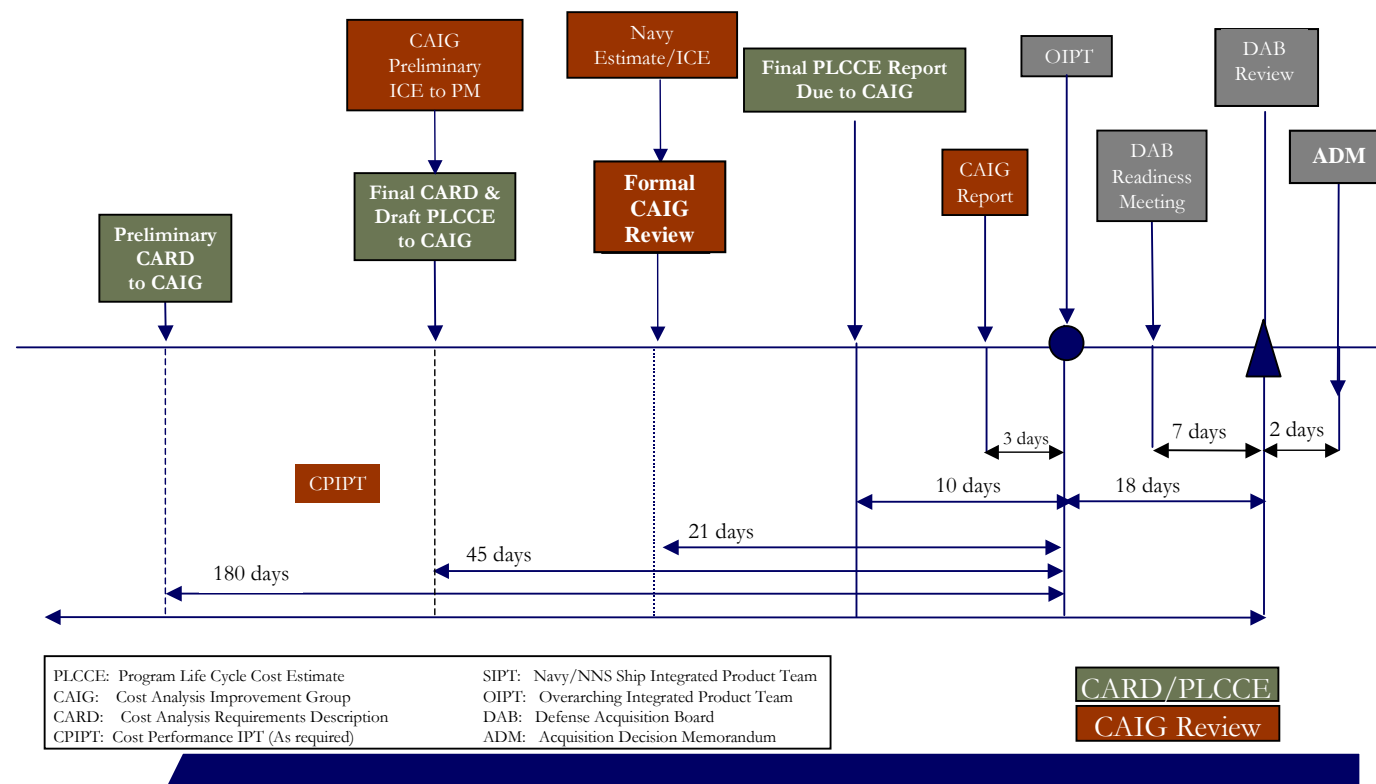 CAIG
Preliminary
ICE to PM
Navy
Estimate/ICE
Final PLCCE Report
Due to CAIG
OIPT
DAB
Review
Preliminary
CARD
to CAIG
Final CARD &
Draft PLCCE
to CAIG
Formal
CAIG
Review
CAIG
Report
DAB
Readiness
Meeting
ADM
3 days
7 days
2 days
CPIPT
10 days
18 days
21 days
45 days
180 days
PLCCE: Program Life Cycle Cost Estimate
CAIG: Cost Analysis Improvement Group
CARD: Cost Analysis Requirements Description
CPIPT: Cost Performance IPT (As required)
SIPT: Navy/NNS Ship Integrated Product Team
OIPT: Overarching Integrated Product Team
DAB: Defense Acquisition Board
ADM: Acquisition Decision Memorandum
CARD/PLCCE
CAIG Review